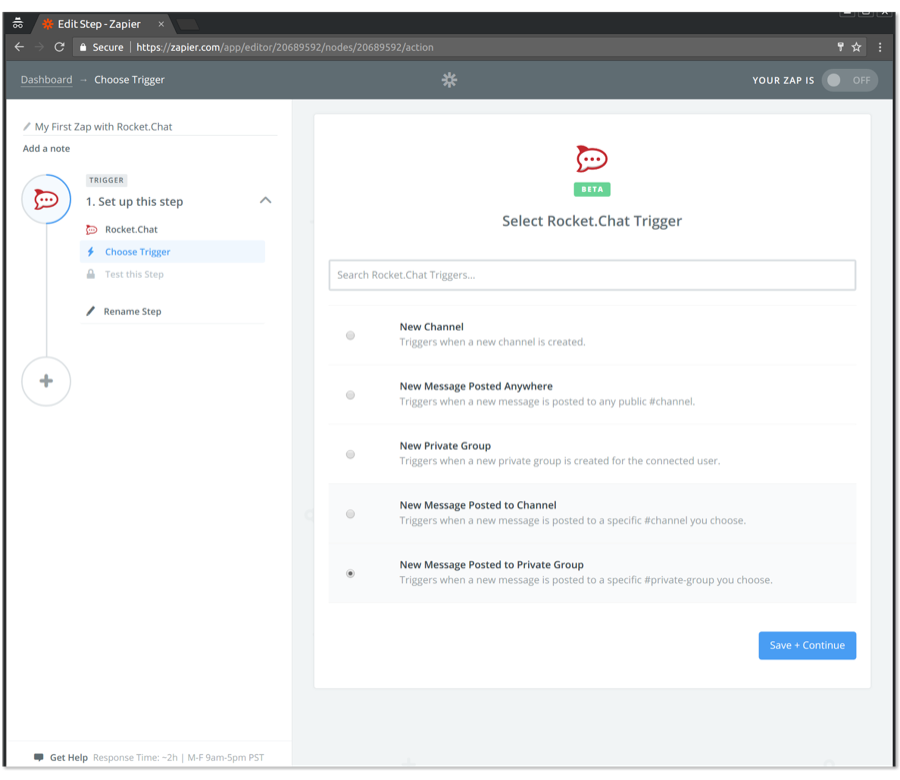 Edit Step - Zapier
Secure https://zapier.com/app/editor/20689592/nodes/20689592/action
Dashboard → Choose Trigger
YOUR ZAP IS OFF
My First Zap with Rocket.Chat
Add a note
TRIGGER
1. Set up this step
Rocket.Chat
Choose Trigger
Test this Step
Rename Step
BETA
Select Rocket.Chat Trigger
Search Rocket.Chat Triggers...
New Channel
Triggers when a new channel is created.
New Message Posted Anywhere
Triggers when a new message is posted to any public #channel.
New Private Group
Triggers when a new private group is created for the connected user.
New Message Posted to Channel
Triggers when a new message is posted to a specific #channel you choose.
New Message Posted to Private Group
Triggers when a new message is posted to a specific #private-group you choose.
Save + Continue
Get Help Response Time: ~2h | M-F 9am-5pm PST